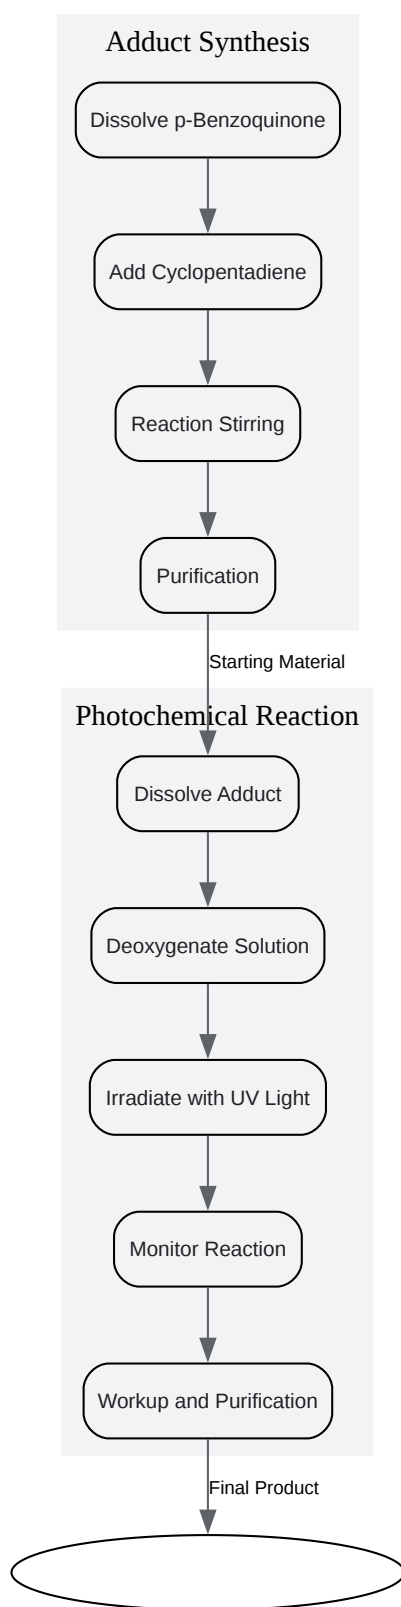 Adduct Synthesis
Dissolve p-Benzoquinone
Add Cyclopentadiene
Reaction Stirring
Purification
Starting Material
Photochemical Reaction
Dissolve Adduct
Deoxygenate Solution
Irradiate with UV Light
Monitor Reaction
Workup and Purification
Final Product